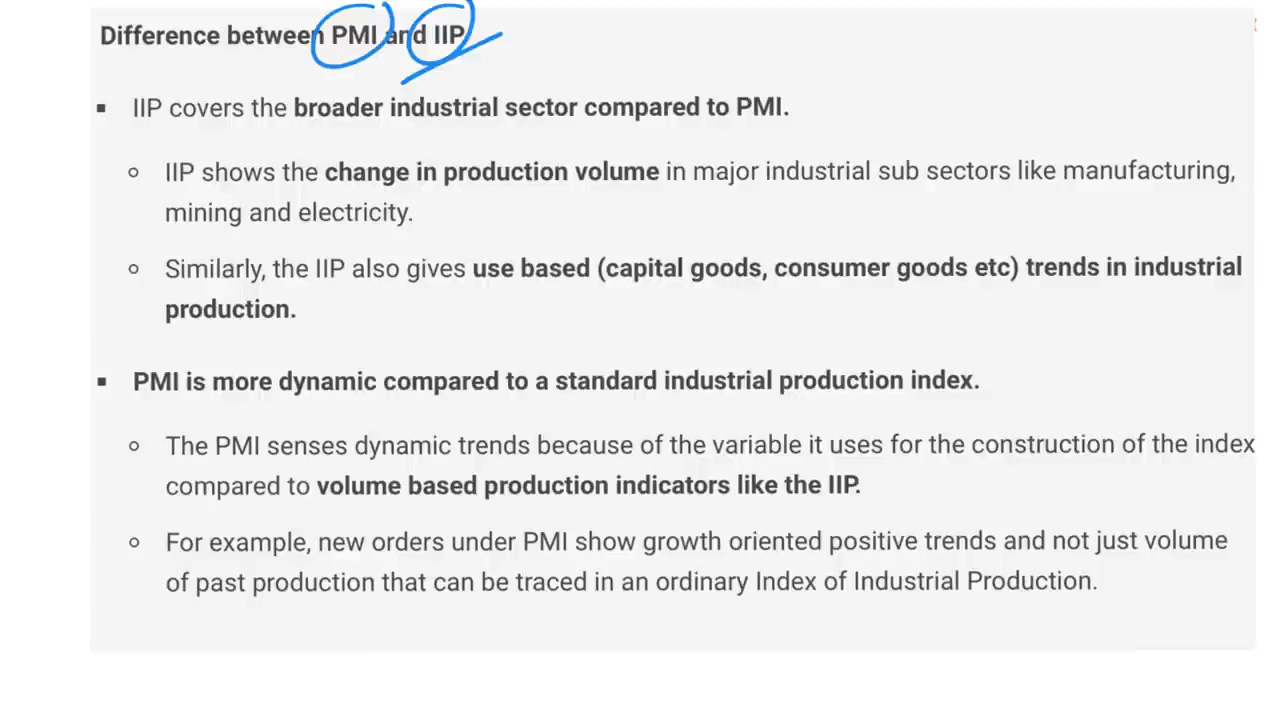 Difference between PMI and IIP
▪ IIP covers the broader industrial sector compared to PMI.
○ IIP shows the change in production volume in major industrial sub sectors like manufacturing,
mining and electricity.
○ Similarly, the IIP also gives use based (capital goods, consumer goods etc) trends in industrial
production.
▪ PMI is more dynamic compared to a standard industrial production index.
○ The PMI senses dynamic trends because of the variable it uses for the construction of the index
compared to volume based production indicators like the IIP.
○ For example, new orders under PMI show growth oriented positive trends and not just volume
of past production that can be traced in an ordinary Index of Industrial Production.